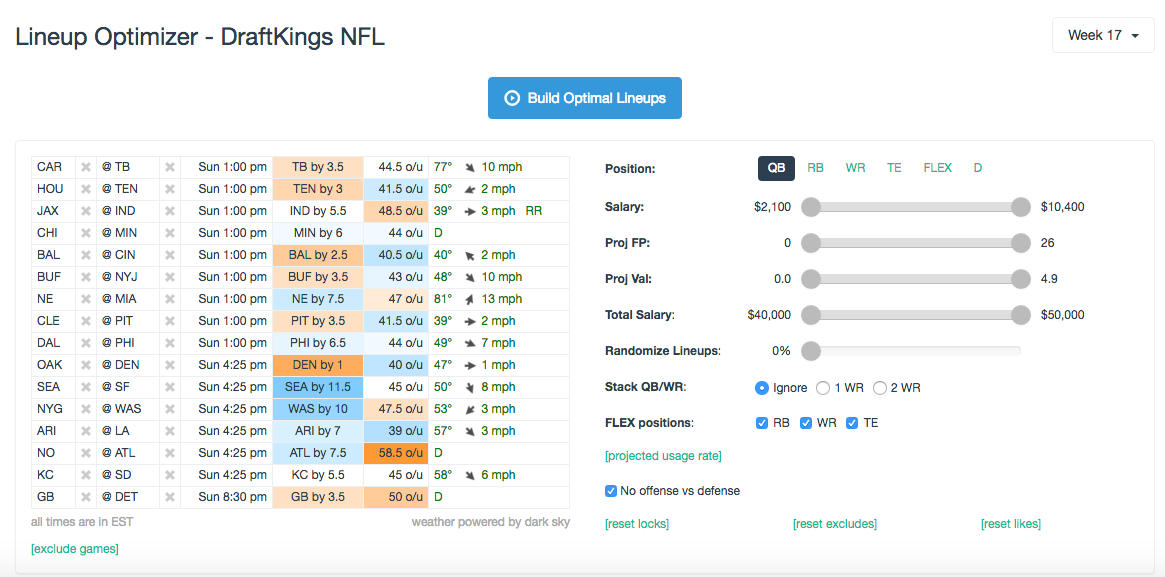 Lineup Optimizer - DraftKings NFL
Week 17
Build Optimal Lineups
CAR @ TB Sun 1:00 pm TB by 3.5 44.5 o/u 77° 10 mph
HOU @ TEN Sun 1:00 pm TEN by 3 41.5 o/u 50° 2 mph
JAX @ IND Sun 1:00 pm IND by 5.5 48.5 o/u 39° 3 mph RR
CHI @ MIN Sun 1:00 pm MIN by 6 44 o/u D
BAL @ CIN Sun 1:00 pm BAL by 2.5 40.5 o/u 40° 2 mph
BUF @ NYJ Sun 1:00 pm BUF by 3.5 43 o/u 48° 10 mph
NE @ MIA Sun 1:00 pm NE by 7.5 47 o/u 81° 13 mph
CLE @ PIT Sun 1:00 pm PIT by 3.5 41.5 o/u 39° 2 mph
DAL @ PHI Sun 1:00 pm PHI by 6.5 44 o/u 49° 7 mph
OAK @ DEN Sun 4:25 pm DEN by 1 40 o/u 47° 1 mph
SEA @ SF Sun 4:25 pm SEA by 11.5 45 o/u 50° 8 mph
NYG @ WAS Sun 4:25 pm WAS by 10 47.5 o/u 53° 3 mph
ARI @ LA Sun 4:25 pm ARI by 7 39 o/u 57° 3 mph
NO @ ATL Sun 4:25 pm ATL by 7.5 58.5 o/u D
KC @ SD Sun 4:25 pm KC by 5.5 45 o/u 58° 6 mph
GB @ DET Sun 8:30 pm GB by 3.5 50 o/u D
all times are in EST weather powered by dark sky
[exclude games]
Position: QB RB WR TE FLEX D
Salary: $2,100 $10,400
Proj FP: 0 26
Proj Val: 0.0 4.9
Total Salary: $40,000 $50,000
Randomize Lineups: 0%
Stack QB/WR: Ignore 1 WR 2 WR
FLEX positions: RB WR TE
[projected usage rate]
No offense vs defense
[reset locks] [reset excludes] [reset likes]